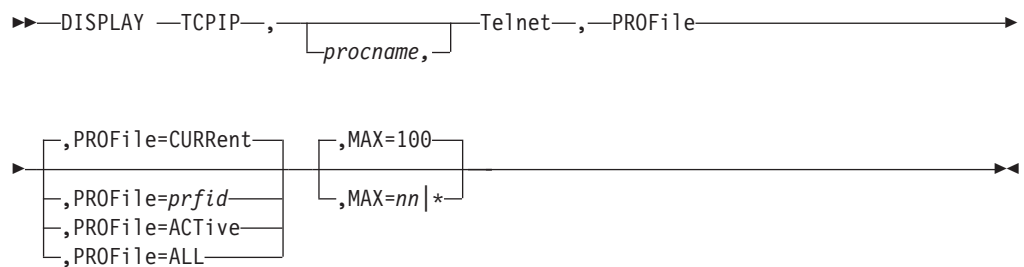 DISPLAY TCPIP , Telnet , PROFile
procname,
,PROFile=CURRent ,MAX=100
,PROFile=prfid ,MAX=nn|*
,PROFile=ACTive
,PROFile=ALL